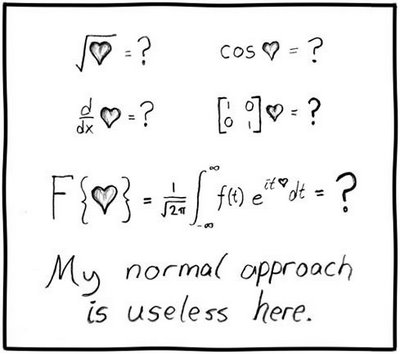 √♥ = ? cos ♥ = ?
d/dx ♥ = ? [1 0 0 1] ♥ = ?
F{♥} = 1/√2π ∫_{-∞}^{∞} f(t) e^{it♥} dt = ?
My normal approach
is useless here.